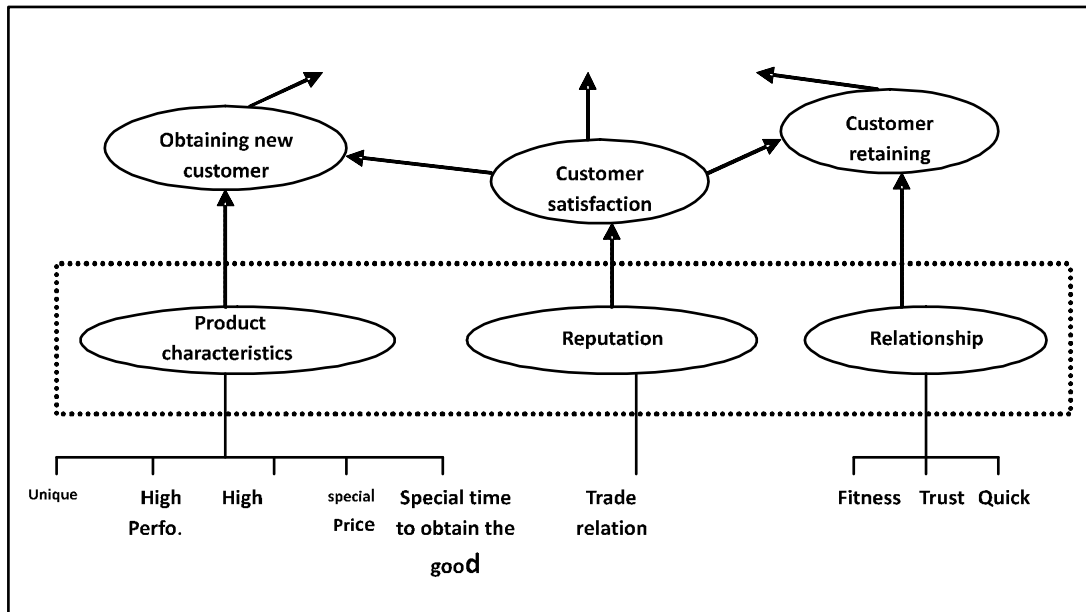 Obtaining new
customer
Customer
satisfaction
Customer
retaining
Product
characteristics
Reputation
Relationship
Unique
High
Perfo.
High
special
Price
Special time
to obtain the
good
Trade
relation
Fitness
Trust
Quick